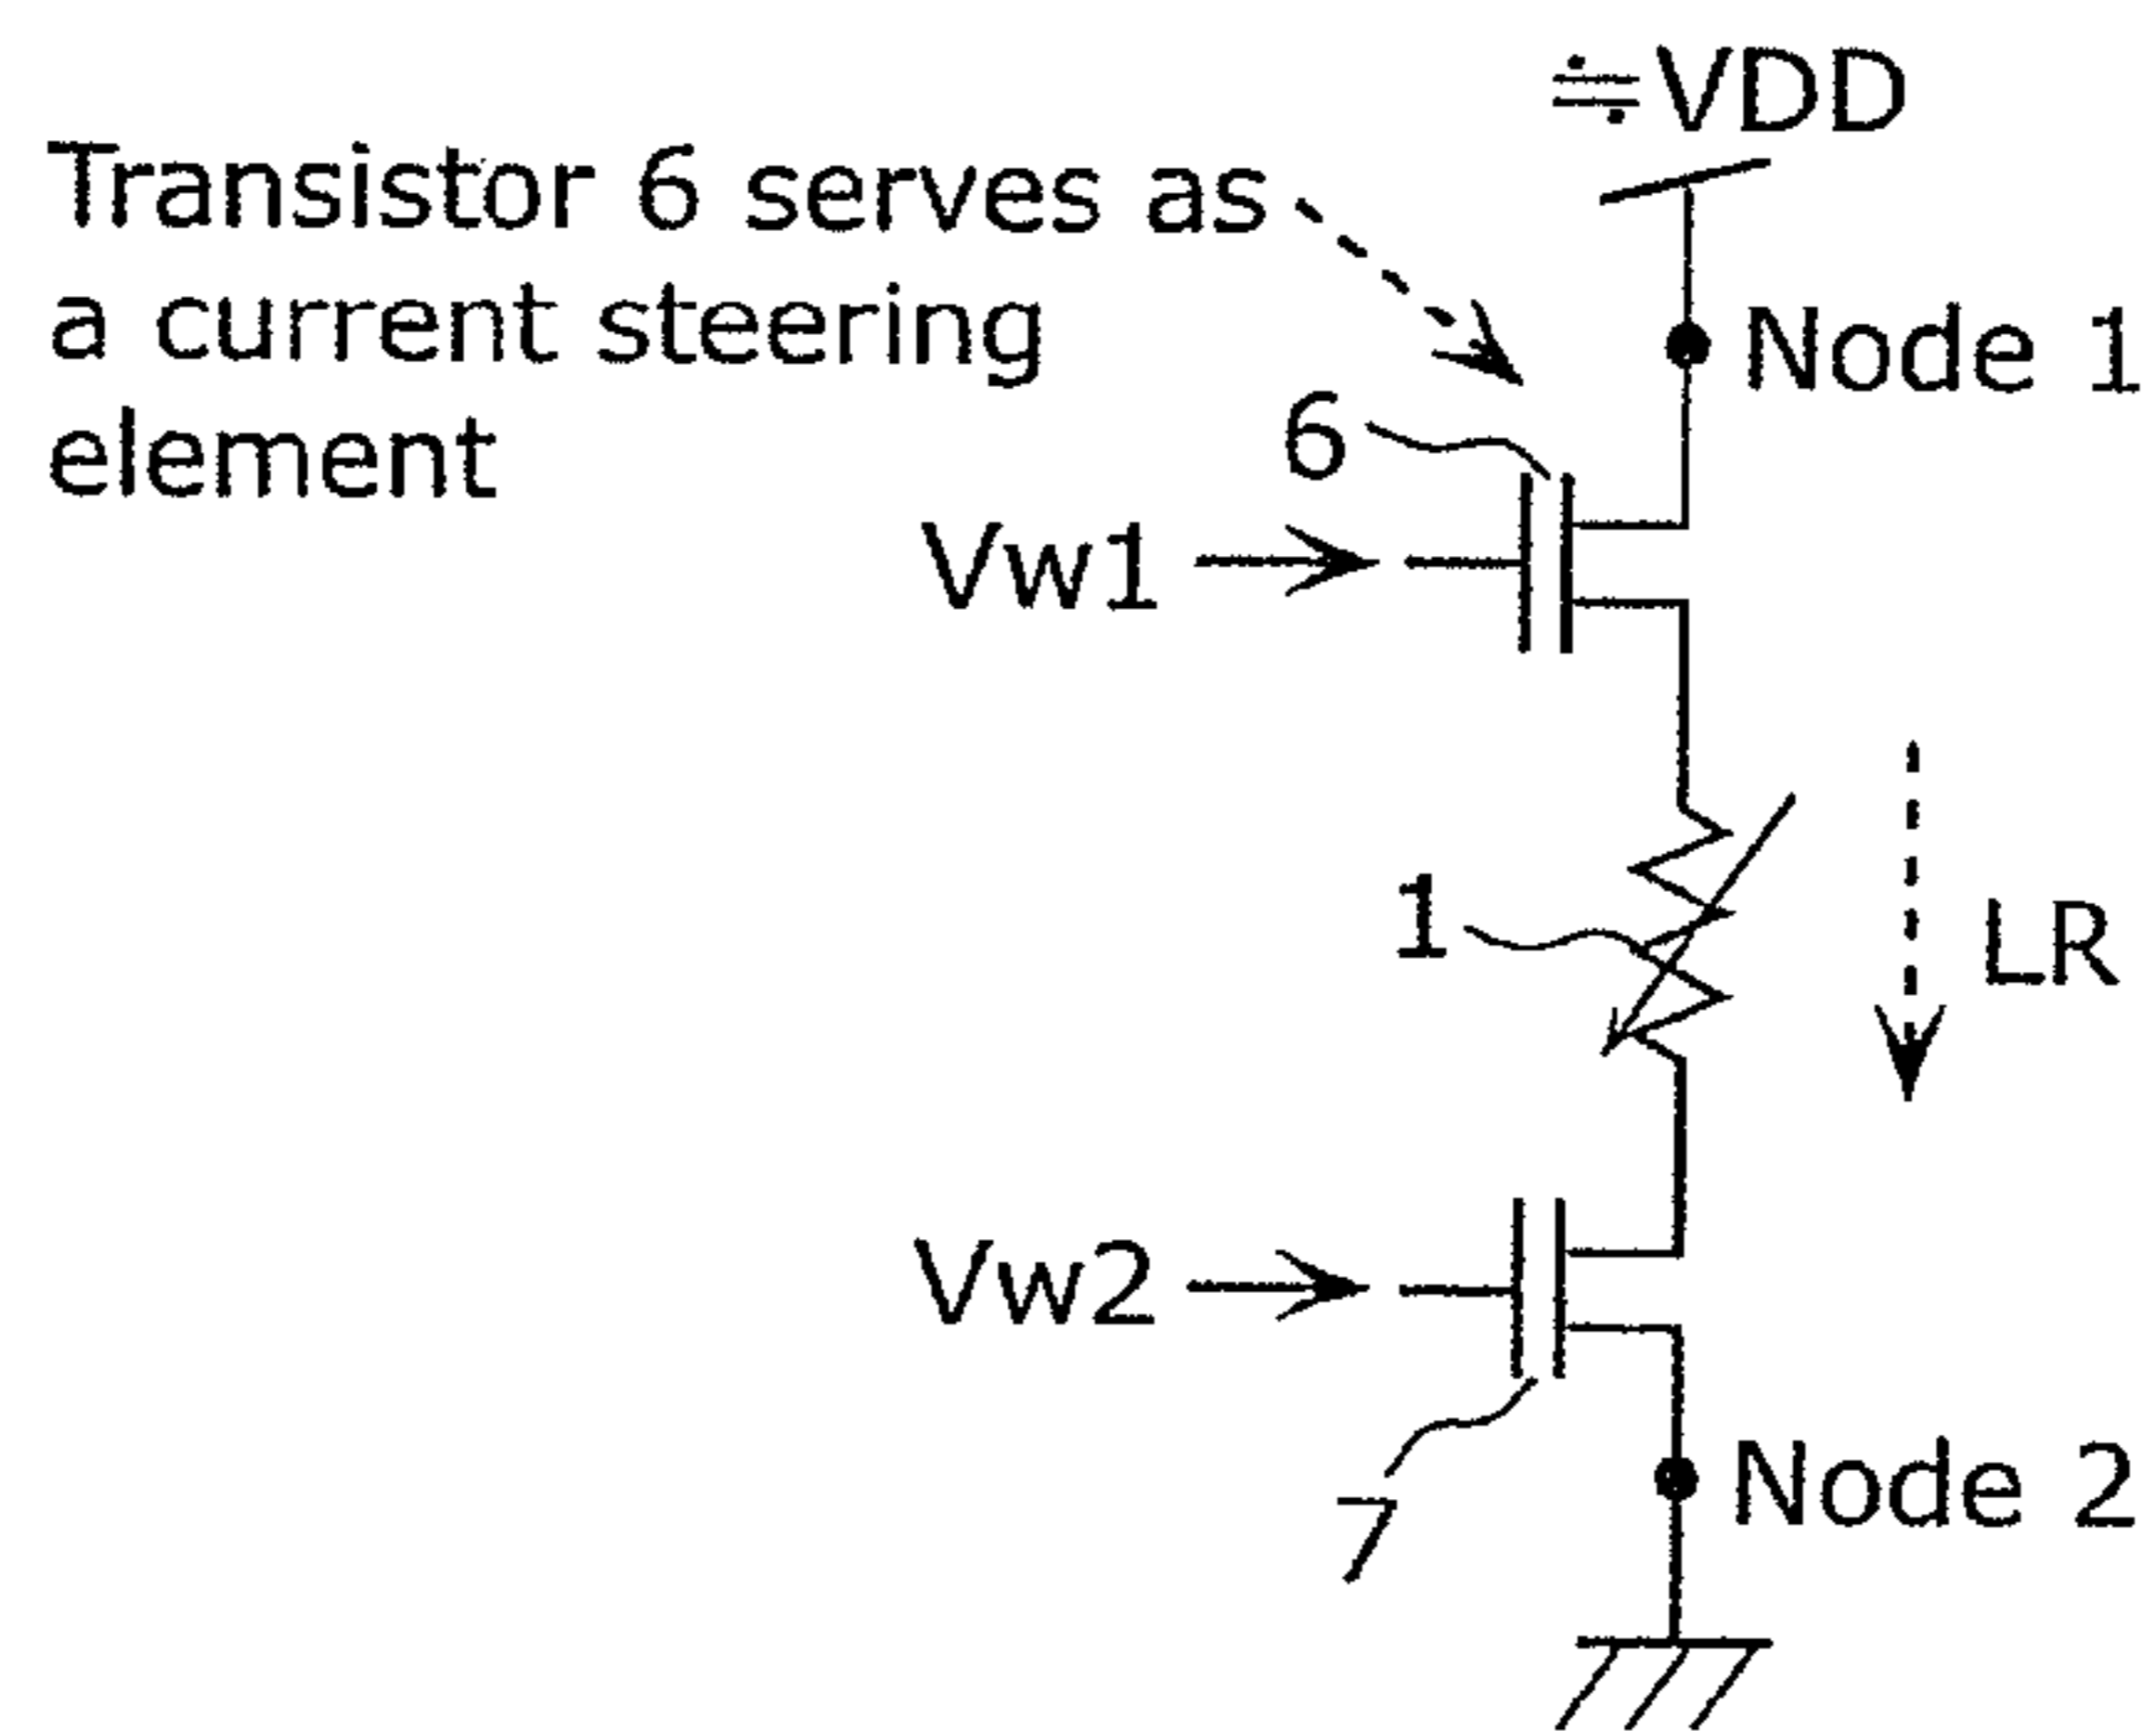 ≒VDD
Transistor 6 serves as
a current steering
element
Node 1
6
Vw1
1
LR
Vw2
7
Node 2